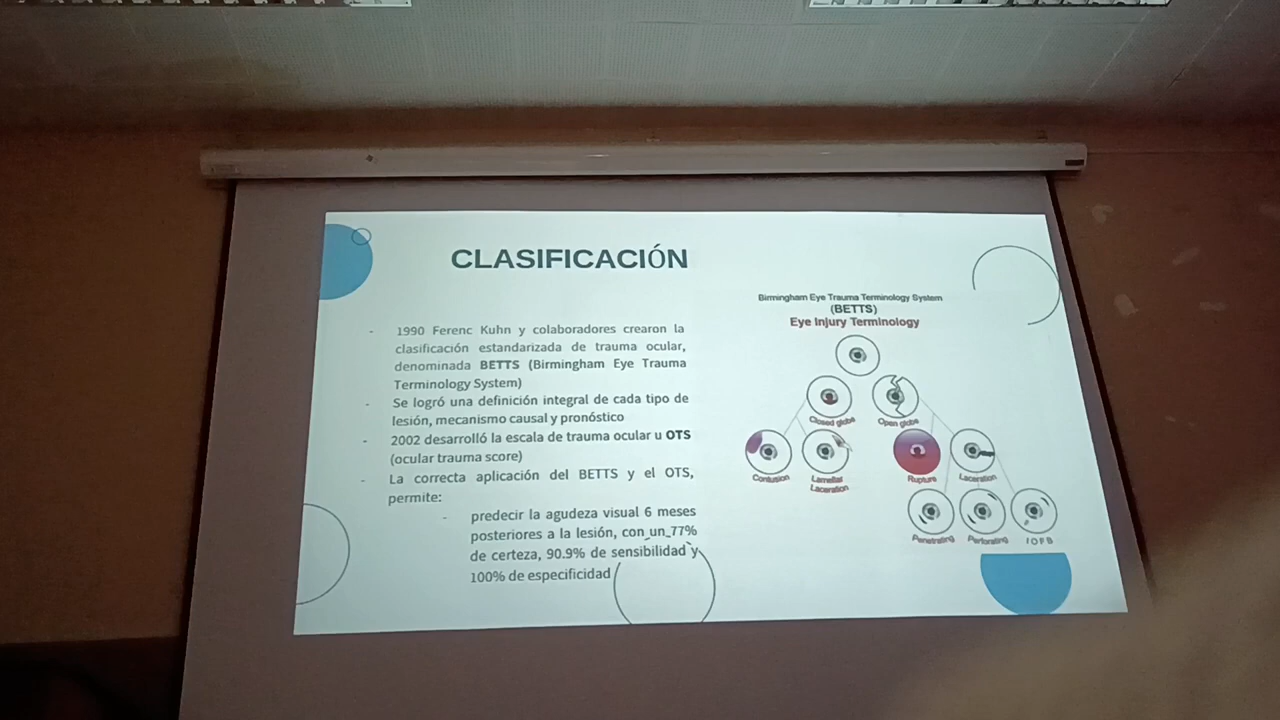 CLASIFICACIÓN
- 1990 Ferenc Kuhn y colaboradores crearon la
clasificación estandarizada de trauma ocular,
denominada BETTS (Birmingham Eye Trauma
Terminology System)
- Se logró una definición integral de cada tipo de
lesión, mecanismo causal y pronóstico
- 2002 desarrolló la escala de trauma ocular u OTS
(ocular trauma score)
- La correcta aplicación del BETTS y el OTS,
permite:
- predecir la agudeza visual 6 meses
posteriores a la lesión, con un 77%
de certeza, 90.9% de sensibilidad y
100% de especificidad
Birmingham Eye Trauma Terminology System
(BETTS)
Eye Injury Terminology
Closed globe
Open globe
Contusion
Lamellar
Laceration
Rupture
Laceration
Penetrating
Perforating
I O F B